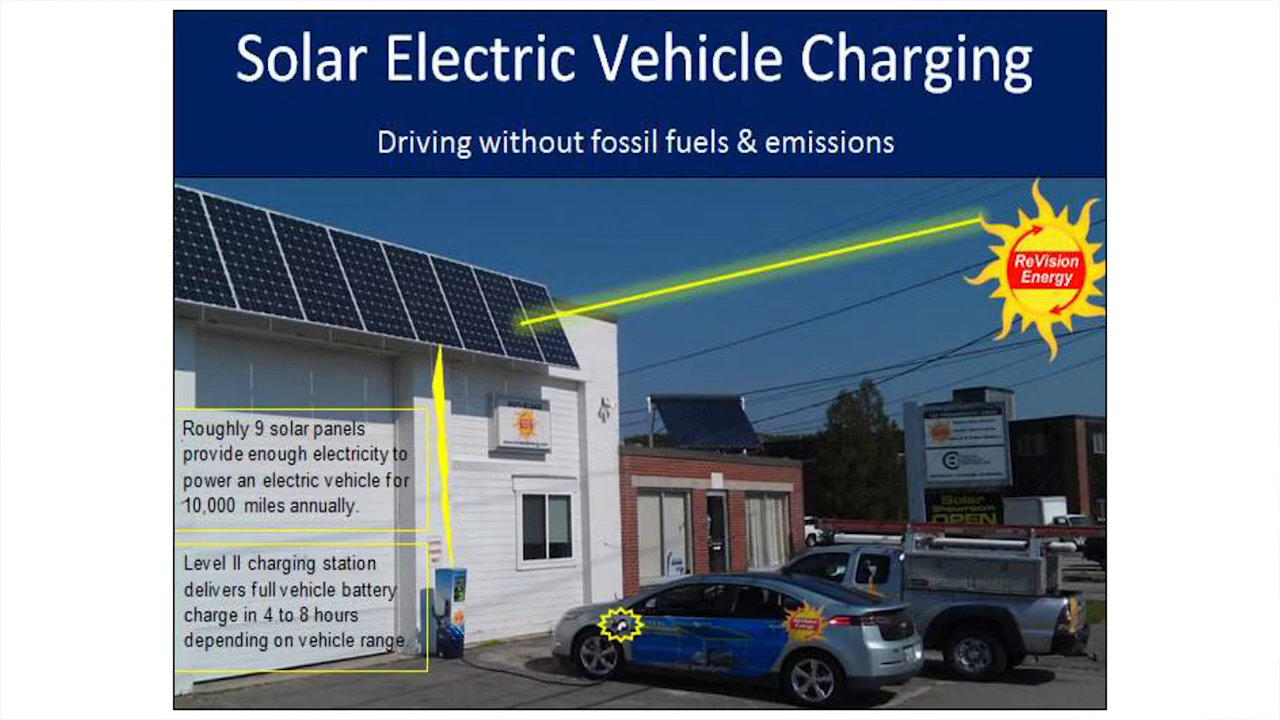 Solar Electric Vehicle Charging
Driving without fossil fuels & emissions
ReVision
Energy
Roughly 9 solar panels
provide enough electricity to
power an electric vehicle for
10,000 miles annually.
Level II charging station
delivers full vehicle battery
charge in 4 to 8 hours
depending on vehicle range.
Solar
Showroom
OPEN
ReVision
Energy